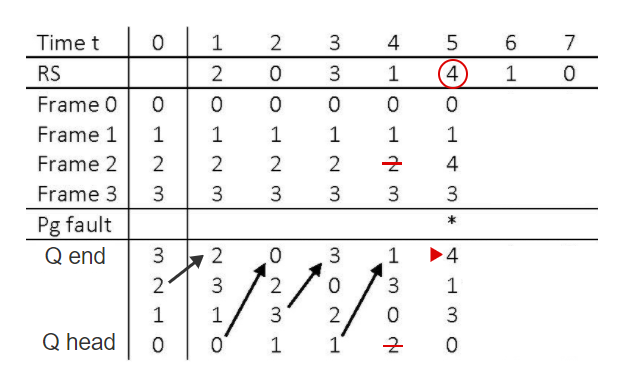 Time t 0 1 2 3 4 5 6 7
RS 2 0 3 1 4 1 0
Frame 0 0 0 0 0 0 0
Frame 1 1 1 1 1 1 1
Frame 2 2 2 2 2 2 4
Frame 3 3 3 3 3 3 3
Pg fault *
Q end 3 2 0 3 1 4
2 3 2 0 3 1
1 1 3 2 0 3
Q head 0 0 1 1 2 0